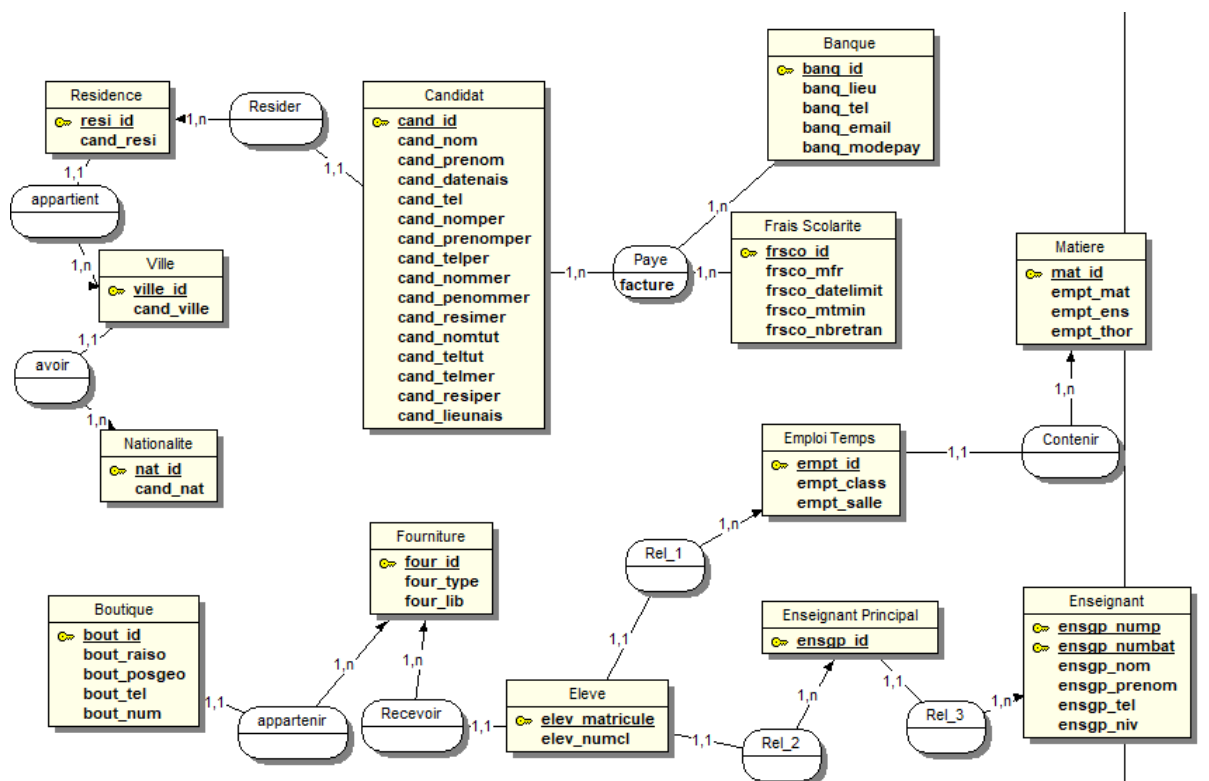 Banque
banq_id
banq_lieu
banq_tel
banq_email
banq_modepay
Residence
resi_id
cand_resi
1,n
Resider
1,1
Candidat
cand_id
cand_nom
cand_prenom
cand_datenais
cand_tel
cand_nomper
cand_prenomper
cand_telper
cand_nommer
cand_penommer
cand_resimer
cand_nomtut
cand_teltut
cand_telmer
cand_resiper
cand_lieunais
1,1
appartient
1,n
Ville
ville_id
cand_ville
1,1
avoir
1,n
Nationalite
nat_id
cand_nat
1,n
Paye
facture
1,n
1,n
Frais Scolarite
frsco_id
frsco_mfr
frsco_datelimit
frsco_mtmin
frsco_nbretran
Matiere
mat_id
empt_mat
empt_ens
empt_thor
1,n
Contenir
1,1
Emploi Temps
empt_id
empt_class
empt_salle
1,n
Rel_1
1,1
Fourniture
four_id
four_type
four_lib
Boutique
bout_id
bout_raiso
bout_posgeo
bout_tel
bout_num
1,1
appartenir
1,n
1,n
Recevoir
1,1
Eleve
elev_matricule
elev_numcl
1,1
Rel_2
1,n
Enseignant Principal
ensgp_id
1,1
Rel_3
1,n
Enseignant
ensgp_nump
ensgp_numbat
ensgp_nom
ensgp_prenom
ensgp_tel
ensgp_niv